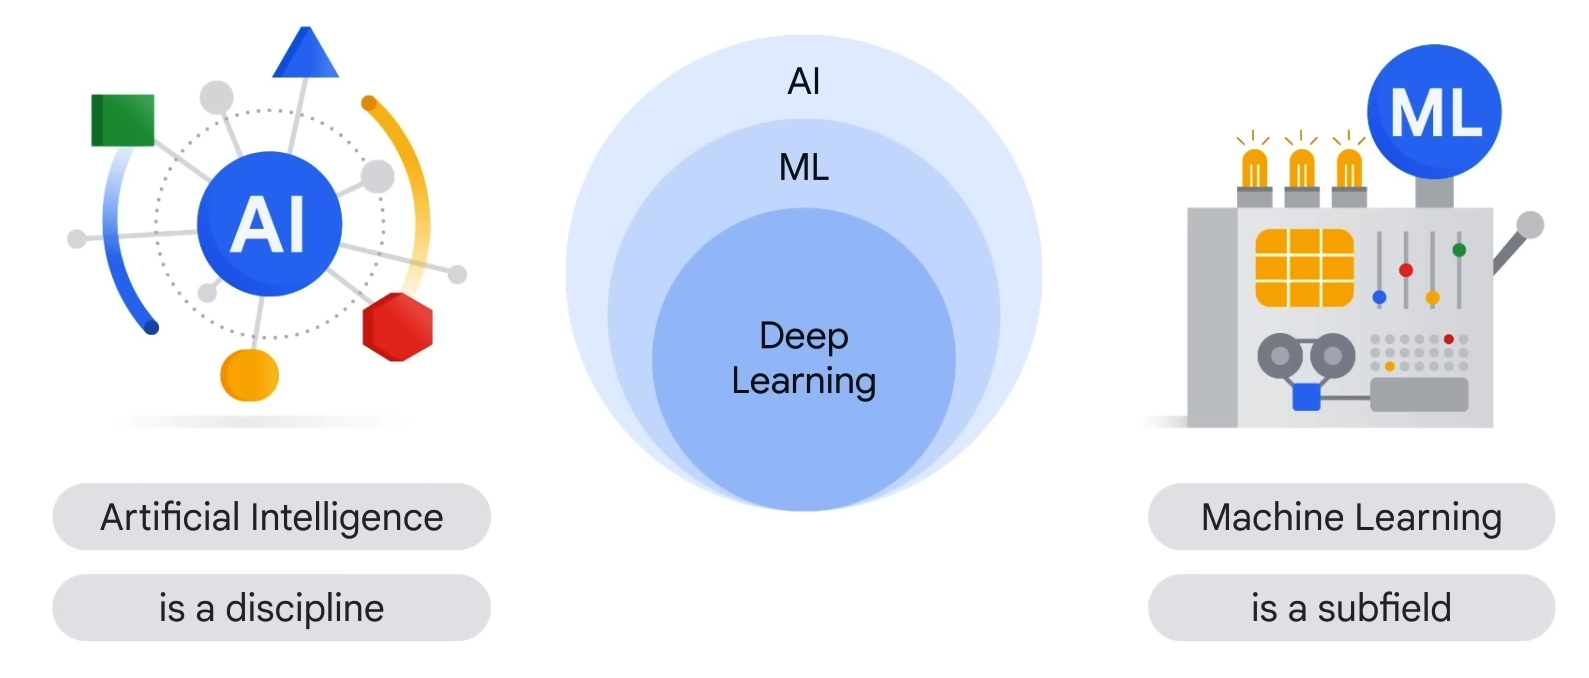 AI
Artificial Intelligence
is a discipline
AI
ML
Deep
Learning
ML
Machine Learning
is a subfield